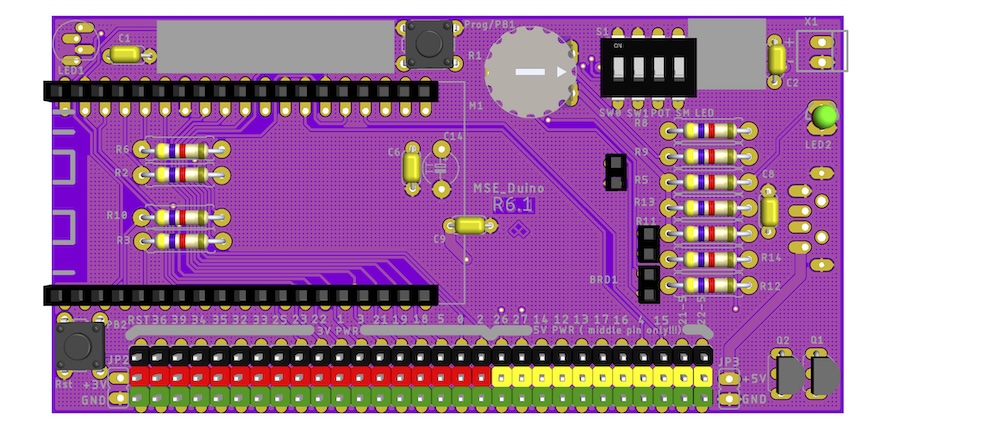 Prog/PB1
S1
X1
C1
R1
ON
LED1
C2
M1
SW0 SW1 POT SM LED
R8
C14
LED2
R6
C6
R9
R2
R5
C8
MSE_Duino
R6.1
R13
R10
R11
R3
C9
R14
BRD1
R12
PB2
RST 36 39 34 35 32 33 25 23 22 1 3 21 19 18 5 0 2 26 27 14 12 13 17 16 4 15
3V PWR
5V PWR ( middle pin only!!!)
Q2
Q1
JP2
JP3
Rst
+3V
+5V
GND
GND